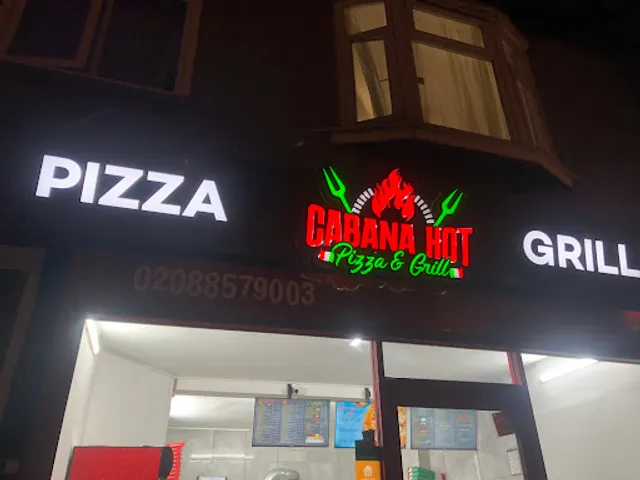 PIZZA
CABANA HOT
Pizza & Grill
GRILL
02088579003